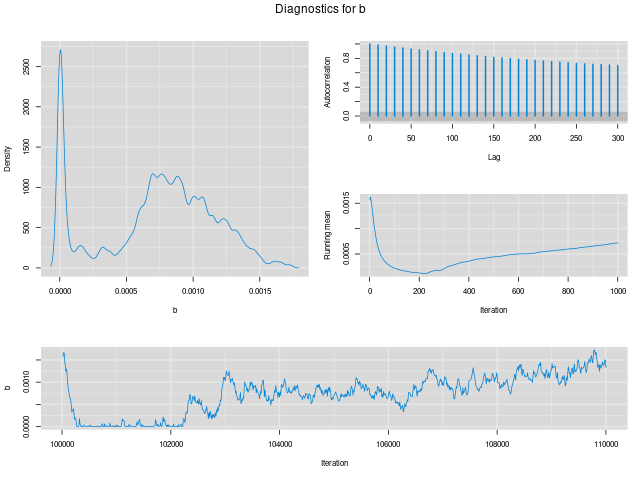 Diagnostics for b
Density
2500
2000
1500
1000
500
0
0.0000 0.0005 0.0010 0.0015
b
Autocorrelation
0.8
0.4
0.0
0 50 100 150 200 250 300
Lag
Running mean
0.0015
0.0005
0 200 400 600 800 1000
Iteration
b
0.0010
0.0000
100000 102000 104000 106000 108000 110000
Iteration